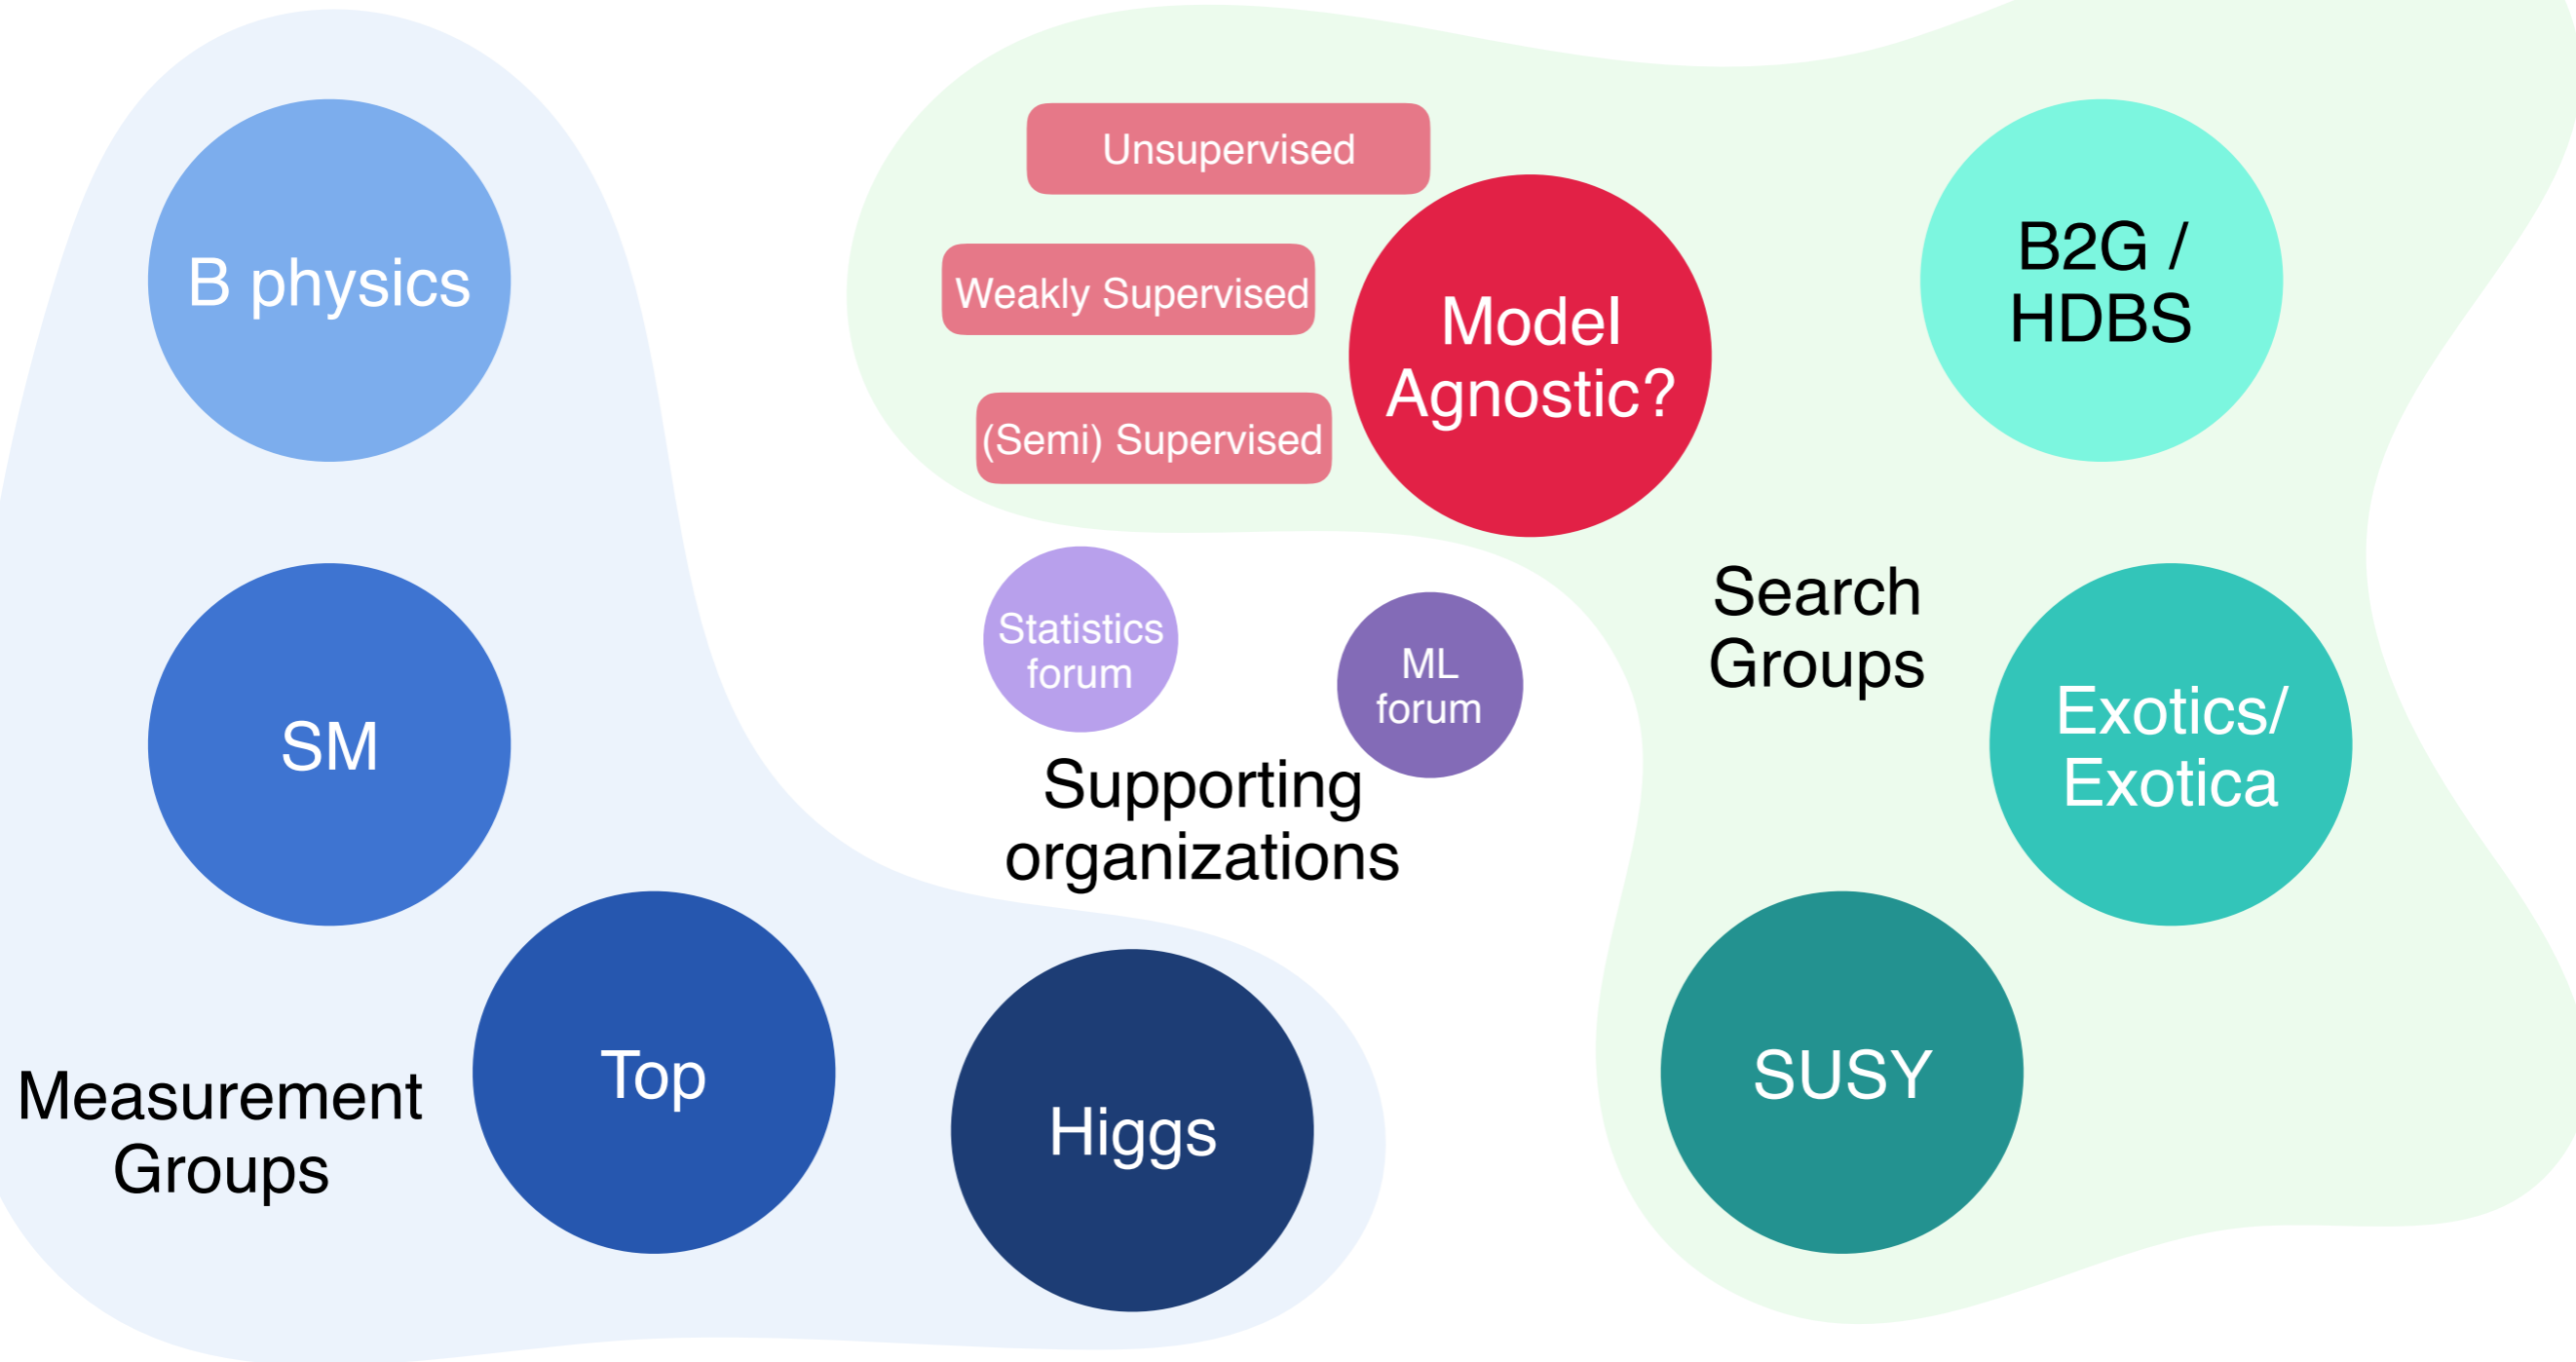 B physics
SM
Top
Higgs
Measurement
Groups
Unsupervised
Weakly Supervised
(Semi) Supervised
Model
Agnostic?
Statistics
forum
ML
forum
Supporting
organizations
Search
Groups
B2G /
HDBS
Exotics/
Exotica
SUSY